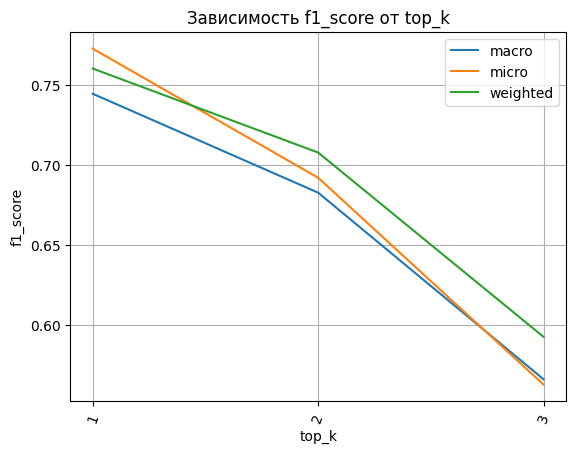 Зависимость f1_score от top_k
macro
micro
weighted
0.75
0.70
0.65
0.60
f1_score
1
2
3
top_k